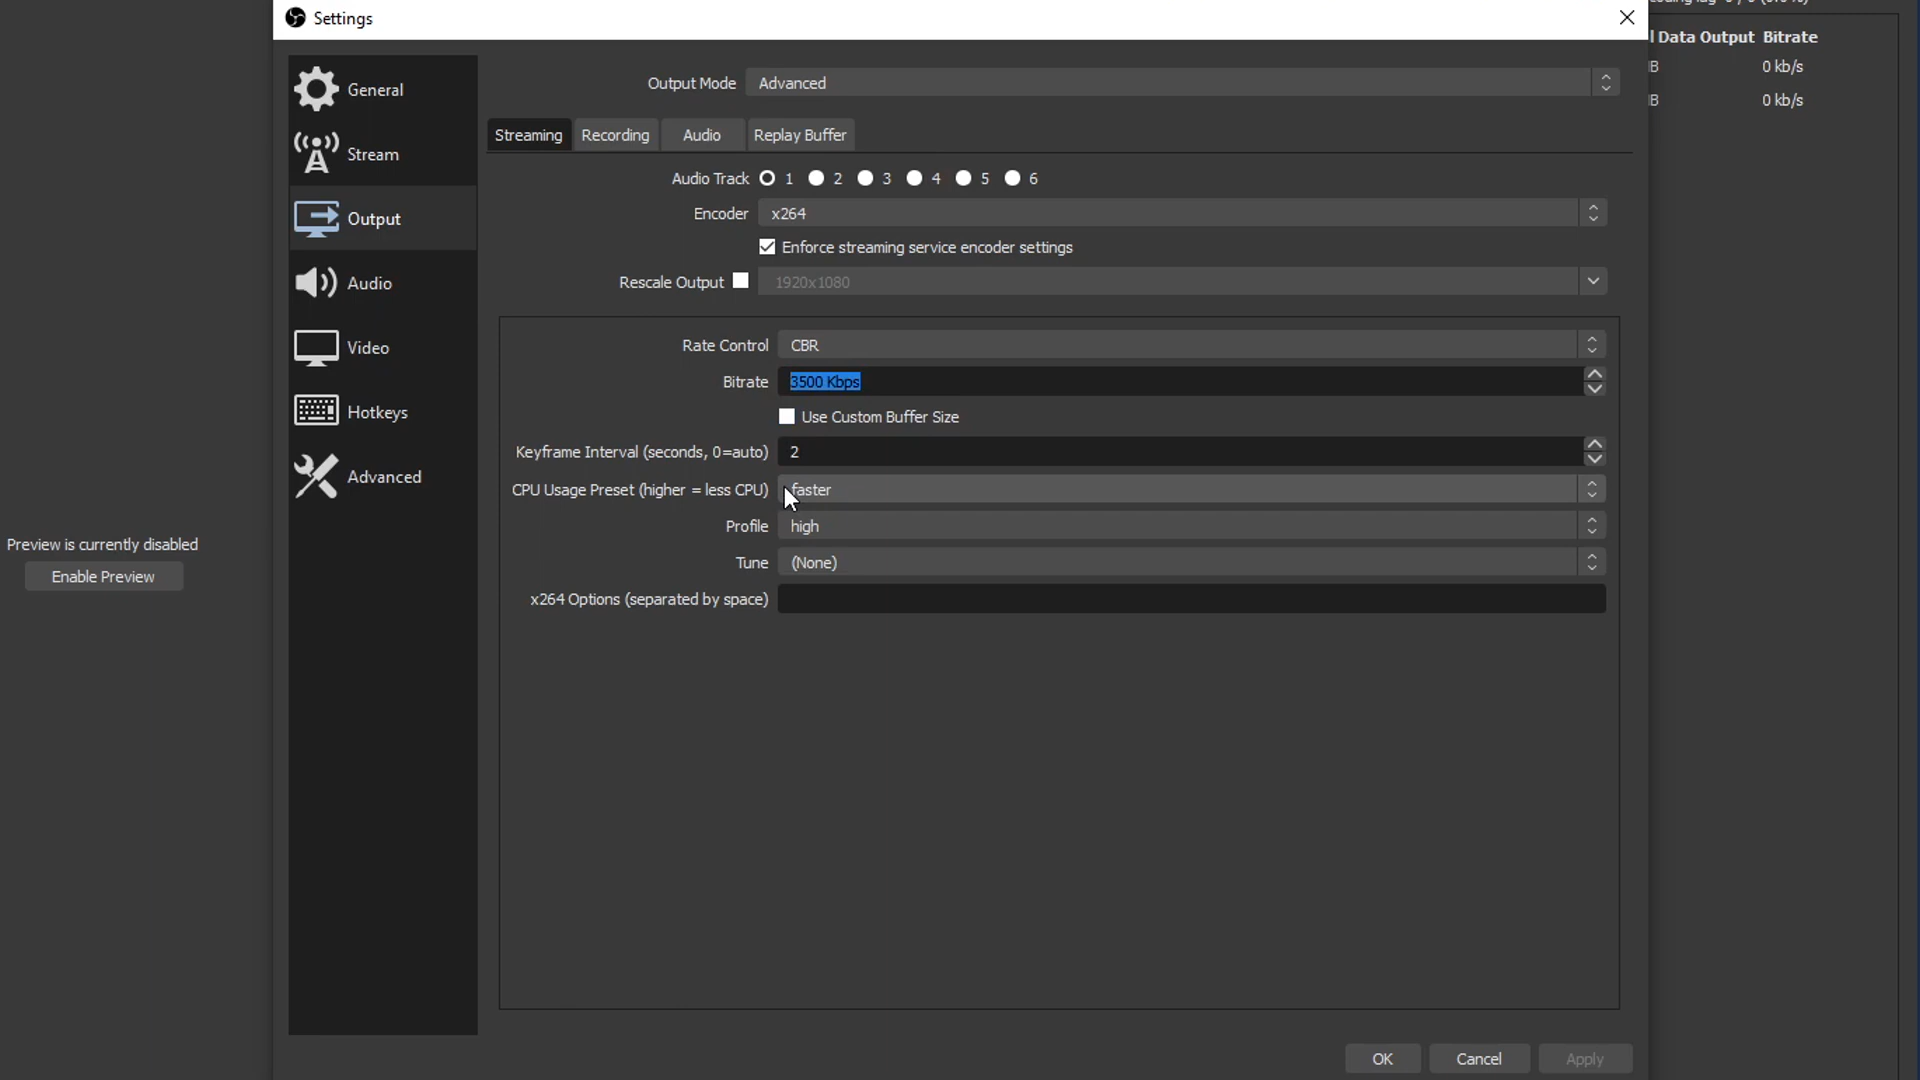 Settings
l Data Output Bitrate
0 kb/s
0 kb/s
General
Stream
Output
Audio
Video
Hotkeys
Advanced
Output Mode Advanced
Streaming Recording Audio Replay Buffer
Audio Track 1 2 3 4 5 6
Encoder x264
Enforce streaming service encoder settings
Rescale Output 1920x1080
Rate Control CBR
Bitrate 3500 Kbps
Use Custom Buffer Size
Keyframe Interval (seconds, 0=auto) 2
CPU Usage Preset (higher = less CPU) faster
Profile high
Tune (None)
x264 Options (separated by space)
Preview is currently disabled
Enable Preview
OK Cancel Apply